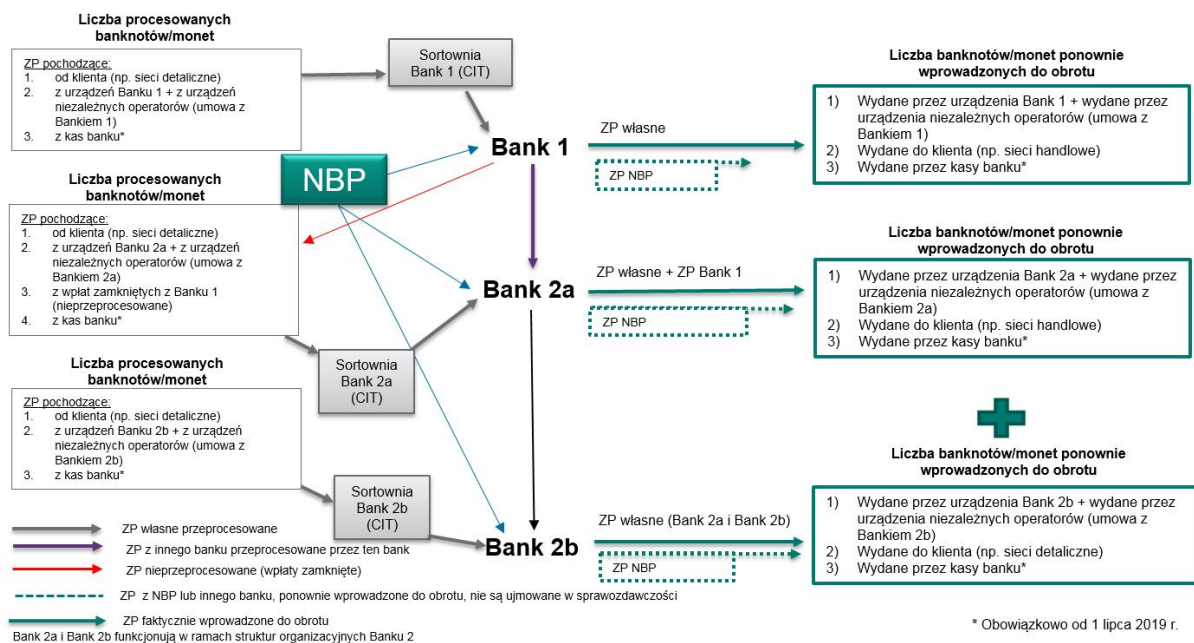 Liczba procesowanych
banknotów/monet
ZP pochodzące:
1. od klienta (np. sieci detaliczne)
2. z urządzeń Banku 1 + z urządzeń
niezależnych operatorów (umowa z
Bankiem 1)
3. z kas banku*
Sortownia
Bank 1 (CIT)
Bank 1
ZP własne
ZP NBP
Liczba banknotów/monet ponownie
wprowadzonych do obrotu
1) Wydane przez urządzenia Bank 1 + wydane przez
urządzenia niezależnych operatorów (umowa z
Bankiem 1)
2) Wydane do klienta (np. sieci handlowe)
3) Wydane przez kasy banku*
NBP
Liczba procesowanych
banknotów/monet
ZP pochodzące:
1. od klienta (np. sieci detaliczne)
2. z urządzeń Banku 2a + z urządzeń
niezależnych operatorów (umowa z
Bankiem 2a)
3. z wpłat zamkniętych z Banku 1
(nieprzeprocesowane)
4. z kas banku*
Sortownia
Bank 2a
(CIT)
Bank 2a
ZP własne + ZP Bank 1
ZP NBP
Liczba banknotów/monet ponownie
wprowadzonych do obrotu
1) Wydane przez urządzenia Bank 2a + wydane przez
urządzenia niezależnych operatorów (umowa z
Bankiem 2a)
2) Wydane do klienta (np. sieci handlowe)
3) Wydane przez kasy banku*
Liczba procesowanych
banknotów/monet
ZP pochodzące:
1. od klienta (np. sieci detaliczne)
2. z urządzeń Banku 2b + z urządzeń
niezależnych operatorów (umowa z
Bankiem 2b)
3. z kas banku*
Sortownia
Bank 2b
(CIT)
Bank 2b
ZP własne (Bank 2a i Bank 2b)
ZP NBP
Liczba banknotów/monet ponownie
wprowadzonych do obrotu
1) Wydane przez urządzenia Bank 2b + wydane przez
urządzenia niezależnych operatorów (umowa z
Bankiem 2b)
2) Wydane do klienta (np. sieci detaliczne)
3) Wydane przez kasy banku*
ZP własne przeprocesowane
ZP z innego banku przeprocesowane przez ten bank
ZP nieprzeprocesowane (wpłaty zamknięte)
ZP z NBP lub innego banku, ponownie wprowadzone do obrotu, nie są ujmowane w sprawozdawczości
ZP faktycznie wprowadzone do obrotu
Bank 2a i Bank 2b funkcjonują w ramach struktur organizacyjnych Banku 2
* Obowiązkowo od 1 lipca 2019 r.